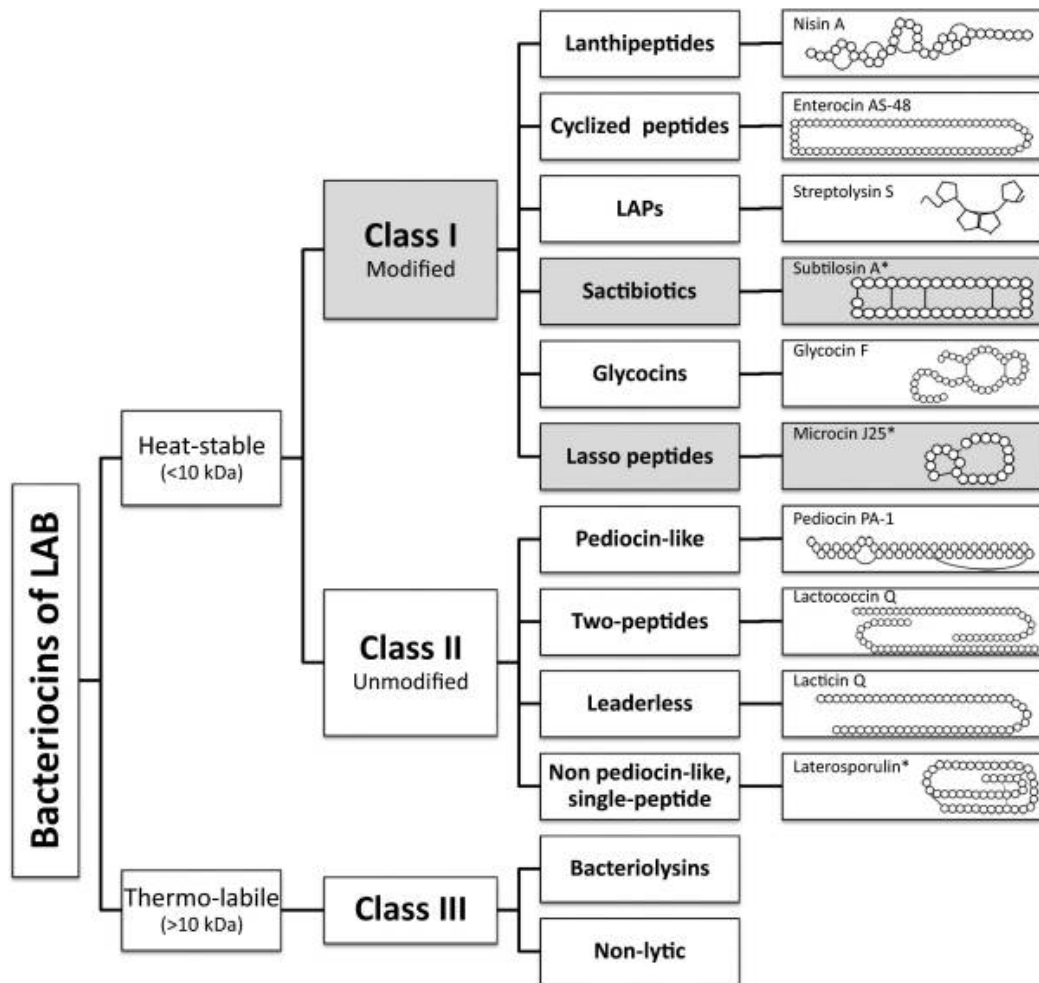 Bacteriocins of LAB
Heat-stable
(<10 kDa)
Thermo-labile
(>10 kDa)
Class I
Modified
Class II
Unmodified
Class III
Lanthipeptides
Nisin A
Cyclized peptides
Enterocin AS-48
LAPs
Streptolysin S
Sactibiotics
Subtilosin A*
Glycocins
Glycocin F
Lasso peptides
Microcin J25*
Pediocin-like
Pediocin PA-1
Two-peptides
Lactococcin Q
Leaderless
Lacticin Q
Non pediocin-like,
single-peptide
Laterosporulin*
Bacteriolysins
Non-lytic